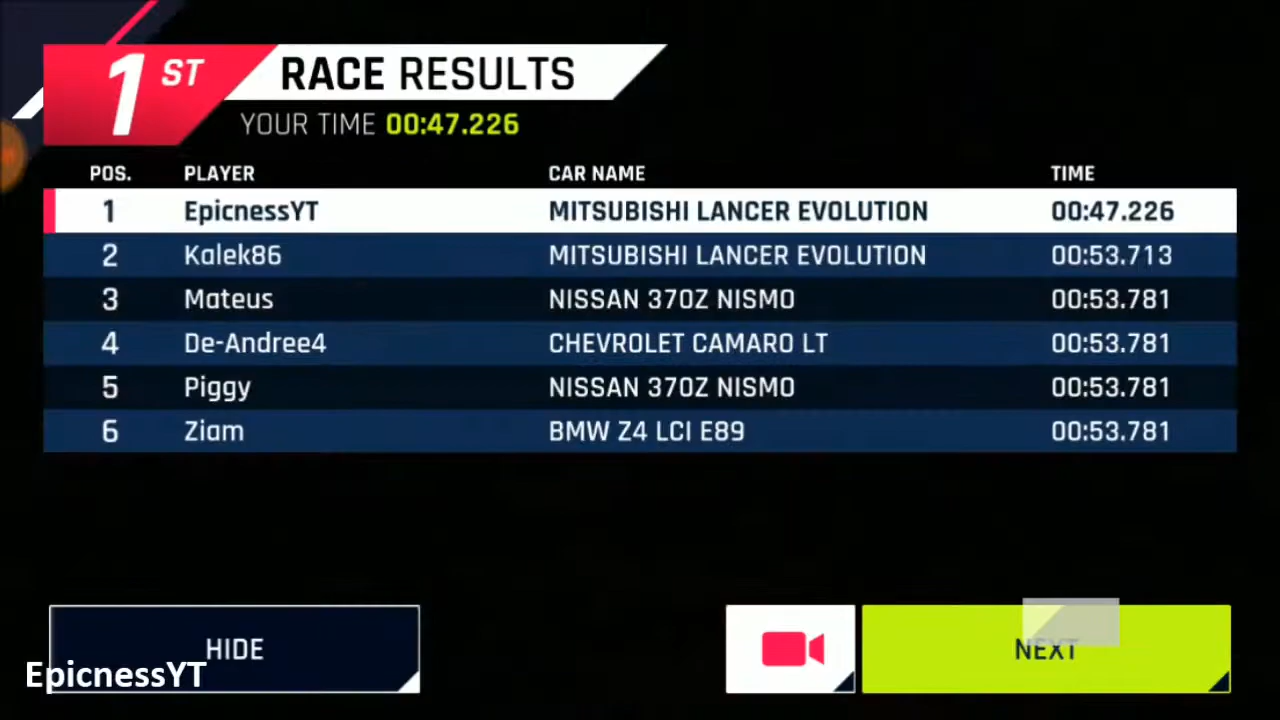 1 ST RACE RESULTS
YOUR TIME 00:47.226
POS. PLAYER CAR NAME TIME
1 EpicnessYT MITSUBISHI LANCER EVOLUTION 00:47.226
2 Kalek86 MITSUBISHI LANCER EVOLUTION 00:53.713
3 Mateus NISSAN 370Z NISMO 00:53.781
4 De-Andree4 CHEVROLET CAMARO LT 00:53.781
5 Piggy NISSAN 370Z NISMO 00:53.781
6 Ziam BMW Z4 LCI E89 00:53.781
HIDE NEXT
EpicnessYT